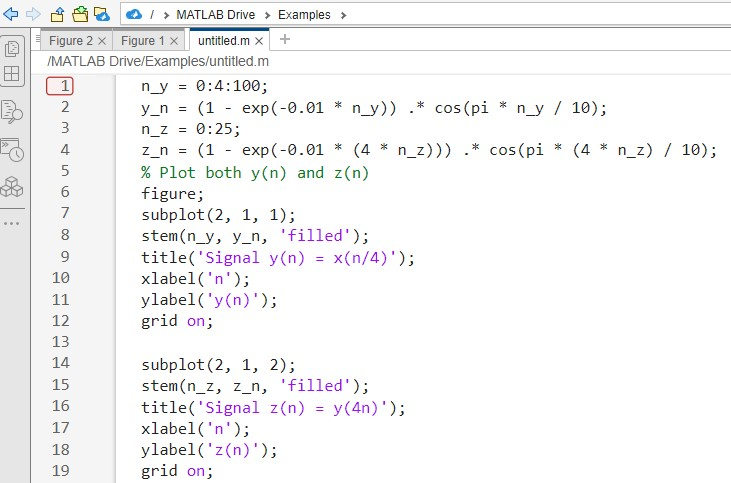 / > MATLAB Drive > Examples >
Figure 2 × Figure 1 × untitled.m × +
/MATLAB Drive/Examples/untitled.m
1 n_y = 0:4:100;
2 y_n = (1 - exp(-0.01 * n_y)) .* cos(pi * n_y / 10);
3 n_z = 0:25;
4 z_n = (1 - exp(-0.01 * (4 * n_z))) .* cos(pi * (4 * n_z) / 10);
5 % Plot both y(n) and z(n)
6 figure;
7 subplot(2, 1, 1);
8 stem(n_y, y_n, 'filled');
9 title('Signal y(n) = x(n/4)');
10 xlabel('n');
11 ylabel('y(n)');
12 grid on;
13
14 subplot(2, 1, 2);
15 stem(n_z, z_n, 'filled');
16 title('Signal z(n) = y(4n)');
17 xlabel('n');
18 ylabel('z(n)');
19 grid on;